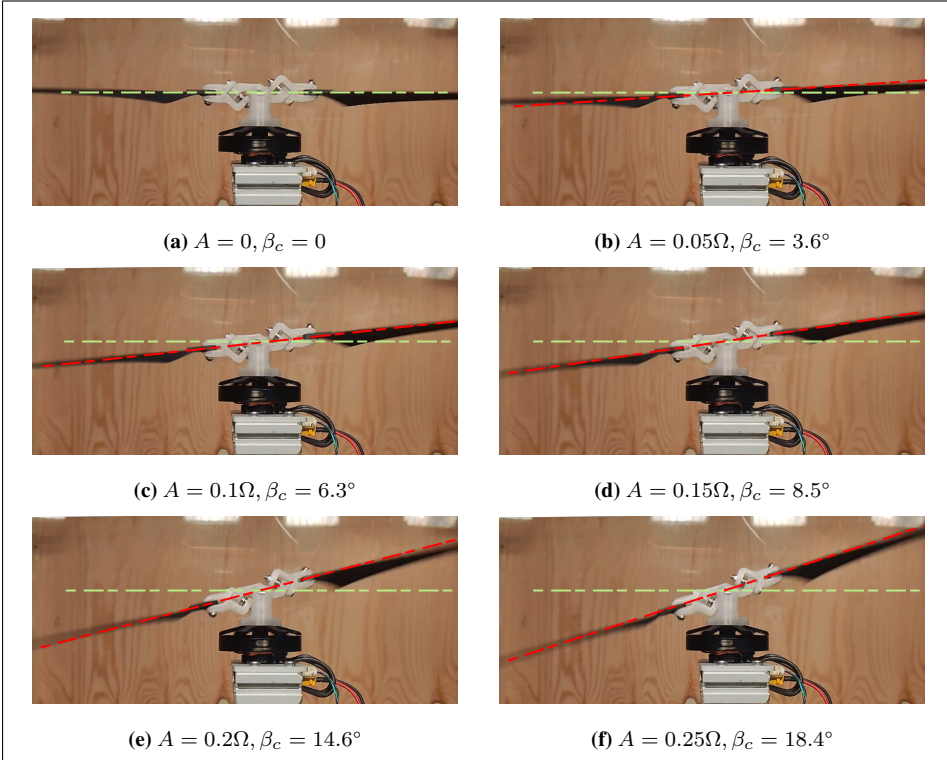 (a) A = 0, β_c = 0
(b) A = 0.05Ω, β_c = 3.6°
(c) A = 0.1Ω, β_c = 6.3°
(d) A = 0.15Ω, β_c = 8.5°
(e) A = 0.2Ω, β_c = 14.6°
(f) A = 0.25Ω, β_c = 18.4°